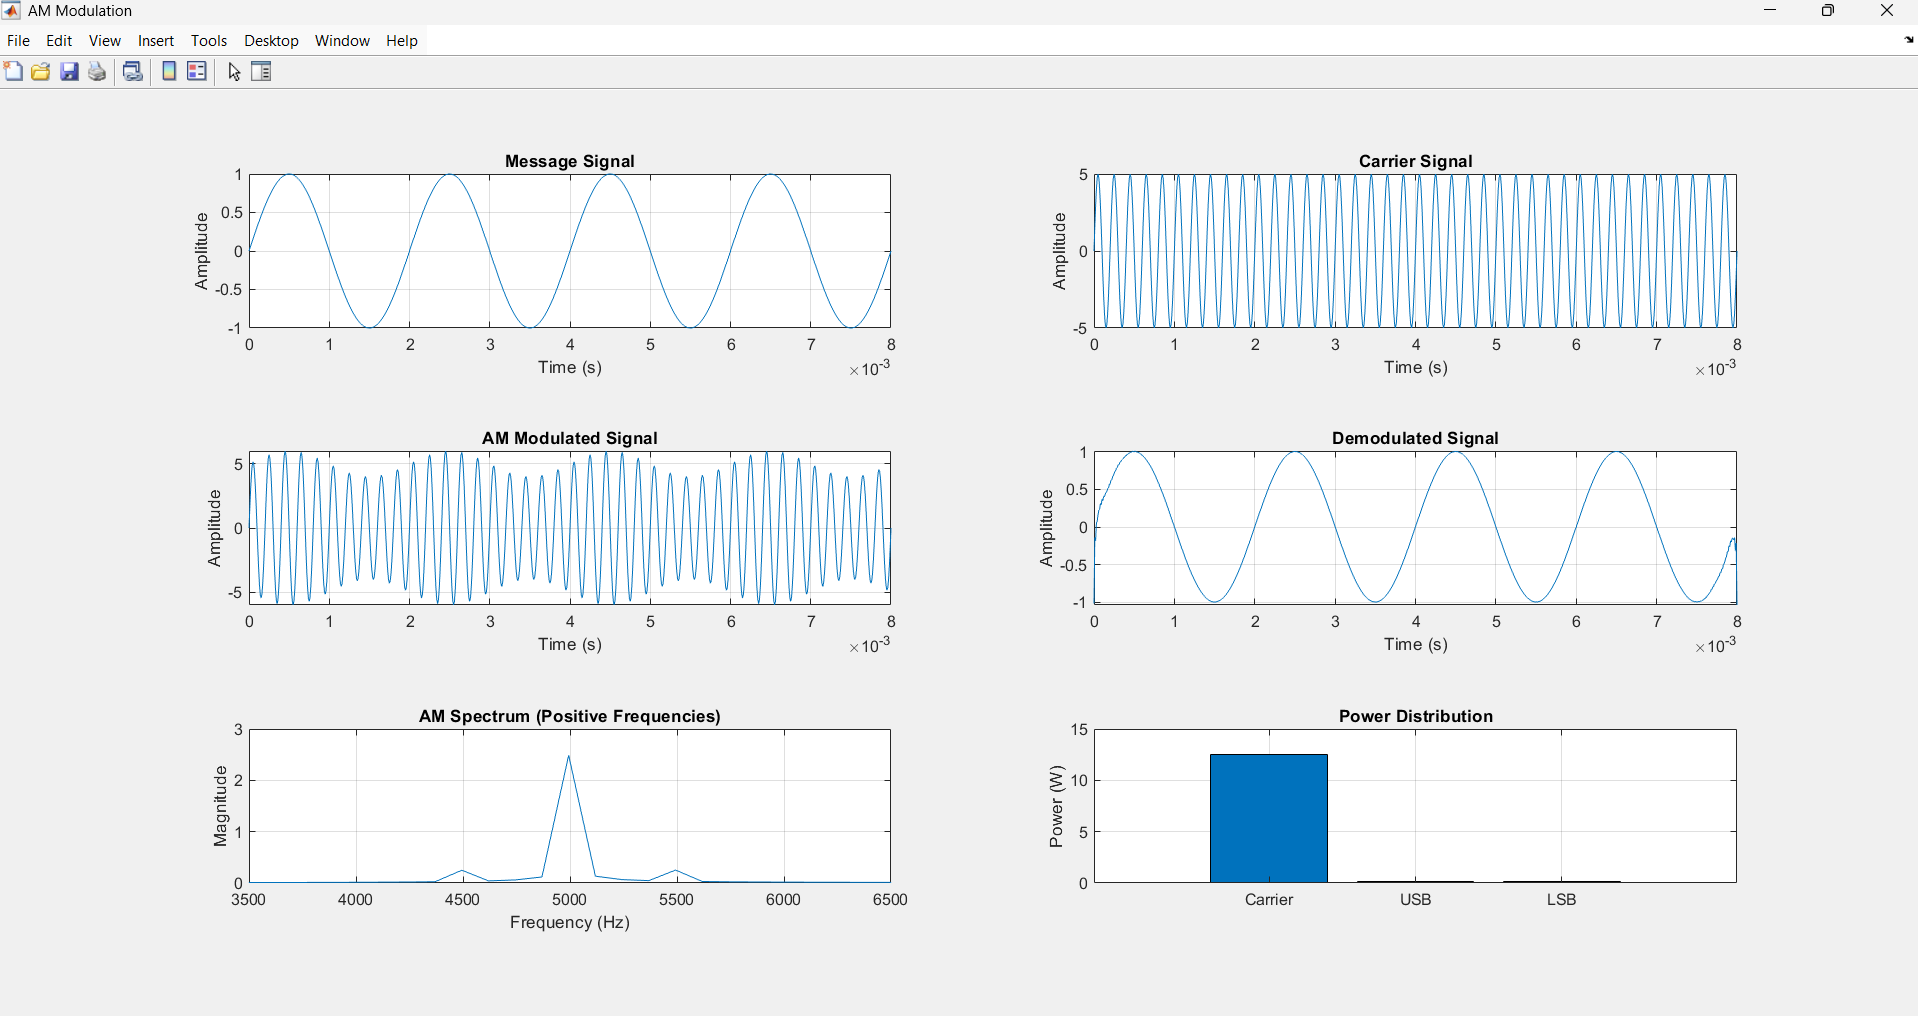 AM Modulation
File Edit View Insert Tools Desktop Window Help
Message Signal
Amplitude
1
0.5
0
-0.5
-1
0 1 2 3 4 5 6 7 8
Time (s)
×10-3
Carrier Signal
Amplitude
5
0
-5
0 1 2 3 4 5 6 7 8
Time (s)
×10-3
AM Modulated Signal
Amplitude
5
0
-5
0 1 2 3 4 5 6 7 8
Time (s)
×10-3
Demodulated Signal
Amplitude
1
0.5
0
-0.5
-1
0 1 2 3 4 5 6 7 8
Time (s)
×10-3
AM Spectrum (Positive Frequencies)
Magnitude
3
2
1
0
3500 4000 4500 5000 5500 6000 6500
Frequency (Hz)
Power Distribution
Power (W)
15
10
5
0
Carrier USB LSB